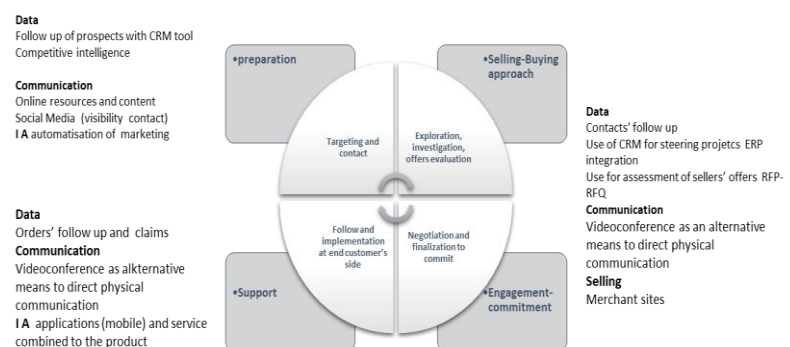 Data
Follow up of prospects with CRM tool
Competitive intelligence
Communication
Online resources and content
Social Media (visibility contact)
I A automatisation of marketing
•preparation
•Selling-Buying
approach
Targeting and
contact
Exploration,
investigation,
offers evaluation
Data
Contacts' follow up
Use of CRM for steering projetcs ERP
integration
Use for assessment of sellers' offers RFP-
RFQ
Communication
Videoconference as an alternative
means to direct physical
communication
Selling
Merchant sites
Data
Orders' follow up and claims
Communication
Videoconference as alkternative
means to direct physical
communication
I A applications (mobile) and service
combined to the product
Follow and
implementation
at end customer's
side
Negotiation and
finalization to
commit
•Support
•Engagement-
commitment